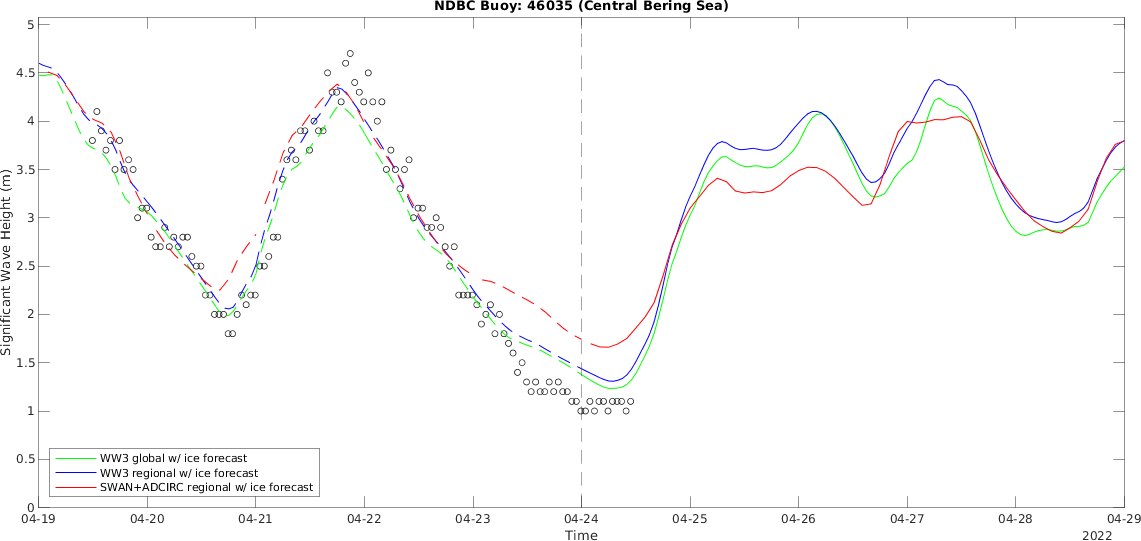 NDBC Buoy: 46035 (Central Bering Sea)
Significant Wave Height (m)
5
4.5
4
3.5
3
2.5
2
1.5
1
0.5
0
WW3 global w/ ice forecast
WW3 regional w/ ice forecast
SWAN+ADCIRC regional w/ ice forecast
04-19 04-20 04-21 04-22 04-23 04-24 04-25 04-26 04-27 04-28 04-29
Time
2022